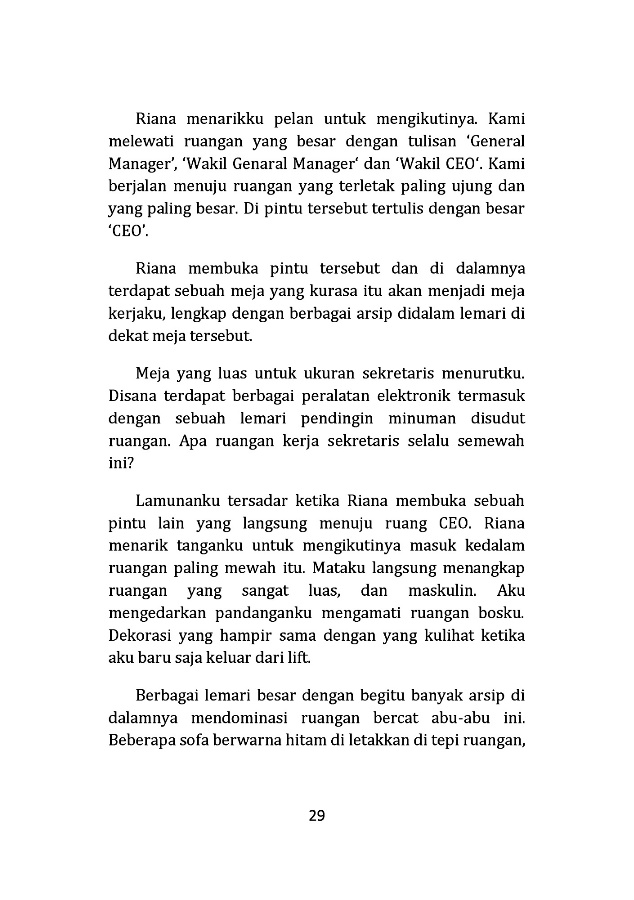 Riana menarikku pelan untuk mengikutinya. Kami
melewati ruangan yang besar dengan tulisan ‘General
Manager’, ‘Wakil Genaral Manager‘ dan ‘Wakil CEO‘. Kami
berjalan menuju ruangan yang terletak paling ujung dan
yang paling besar. Di pintu tersebut tertulis dengan besar
‘CEO’.
Riana membuka pintu tersebut dan di dalamnya
terdapat sebuah meja yang kurasa itu akan menjadi meja
kerjaku, lengkap dengan berbagai arsip didalam lemari di
dekat meja tersebut.
Meja yang luas untuk ukuran sekretaris menurutku.
Disana terdapat berbagai peralatan elektronik termasuk
dengan sebuah lemari pendingin minuman disudut
ruangan. Apa ruangan kerja sekretaris selalu semewah
ini?
Lamunanku tersadar ketika Riana membuka sebuah
pintu lain yang langsung menuju ruang CEO. Riana
menarik tanganku untuk mengikutinya masuk kedalam
ruangan paling mewah itu. Mataku langsung menangkap
ruangan yang sangat luas, dan maskulin. Aku
mengedarkan pandanganku mengamati ruangan bosku.
Dekorasi yang hampir sama dengan yang kulihat ketika
aku baru saja keluar dari lift.
Berbagai lemari besar dengan begitu banyak arsip di
dalamnya mendominasi ruangan bercat abu-abu ini.
Beberapa sofa berwarna hitam di letakkan di tepi ruangan,
29